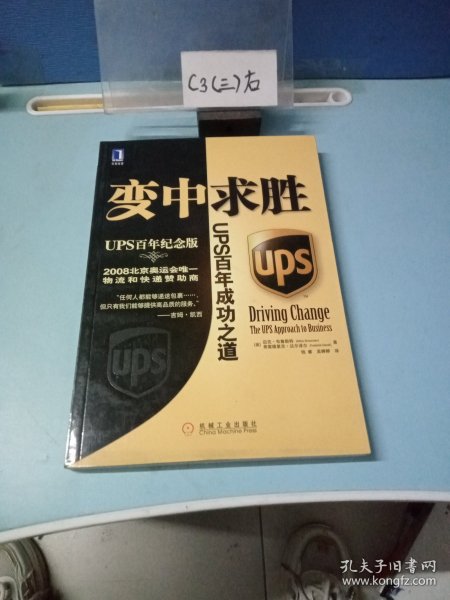 C3(三)右
变中求胜
UPS百年纪念版
2008北京奥运会唯一
物流和快递赞助商
“任何人都能够递送包裹……,
但只有我们能够提供高品质的服务。”
——吉姆·凯西
UPS百年成功之道
ups
TM
Driving Change
The UPS Approach to Business
ups
机械工业出版社
China Machine Press
孔夫子旧书网
www.kongfz.com